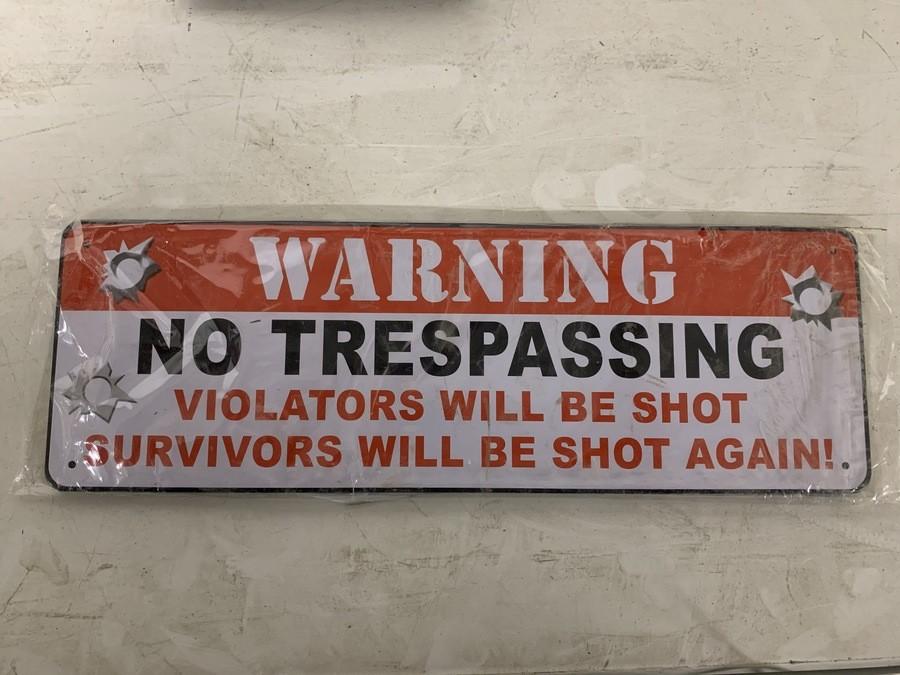 WARNING
NO TRESPASSING
VIOLATORS WILL BE SHOT
SURVIVORS WILL BE SHOT AGAIN!